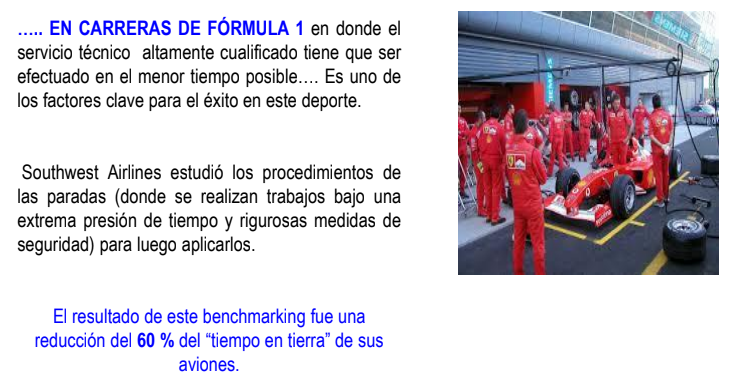 ….. EN CARRERAS DE FÓRMULA 1 en donde el
servicio técnico altamente cualificado tiene que ser
efectuado en el menor tiempo posible…. Es uno de
los factores clave para el éxito en este deporte.
Southwest Airlines estudió los procedimientos de
las paradas (donde se realizan trabajos bajo una
extrema presión de tiempo y rigurosas medidas de
seguridad) para luego aplicarlos.
El resultado de este benchmarking fue una
reducción del 60 % del “tiempo en tierra” de sus
aviones.
SIEMENS
SIEMENS